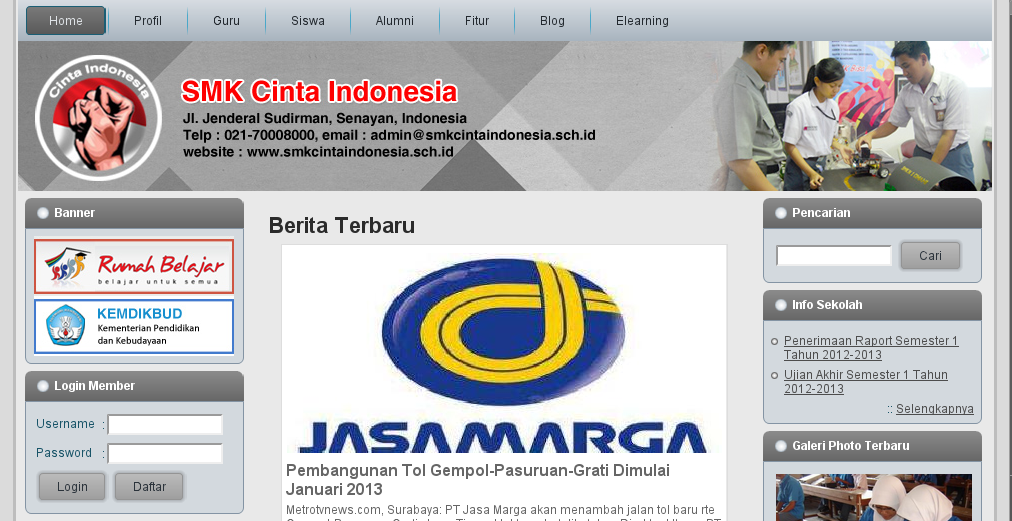 Home
Profil
Guru
Siswa
Alumni
Fitur
Blog
Elearning
Cinta Indonesia
SMK Cinta Indonesia
Jl. Jenderal Sudirman, Senayan, Indonesia
Telp : 021-70008000, email : admin@smkcintaindonesia.sch.id
website : www.smkcintaindonesia.sch.id
Banner
Rumah Belajar
belajar untuk semua
KEMDIKBUD
Kementerian Pendidikan
dan Kebudayaan
Login Member
Username :
Password :
Login
Daftar
Berita Terbaru
JASAMARGA
Pembangunan Tol Gempol-Pasuruan-Grati Dimulai
Januari 2013
Metrotvnews.com, Surabaya: PT Jasa Marga akan menambah jalan tol baru rte
Pencarian
Cari
Info Sekolah
Penerimaan Raport Semester 1
Tahun 2012-2013
Ujian Akhir Semester 1 Tahun
2012-2013
:: Selengkapnya
Galeri Photo Terbaru